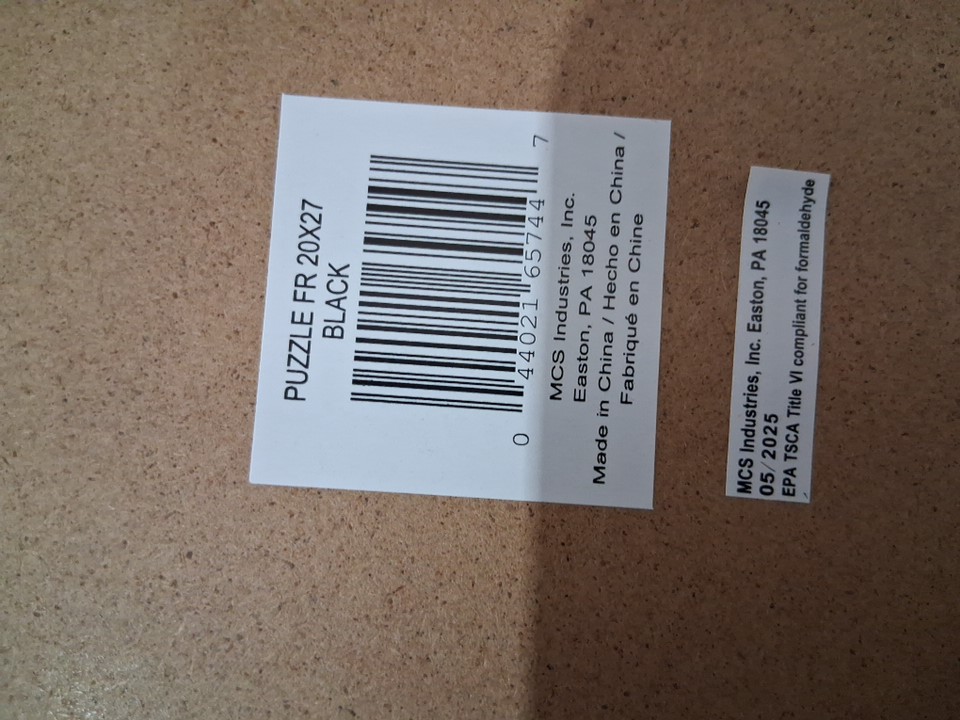 PUZZLE FR 20X27
BLACK
0 44021 65744 7
MCS Industries, Inc.
Easton, PA 18045
Made in China / Hecho en China /
Fabriqué en Chine
MCS Industries, Inc. Easton, PA 18045
05/2025
EPA TSCA Title VI compliant for formaldehyde